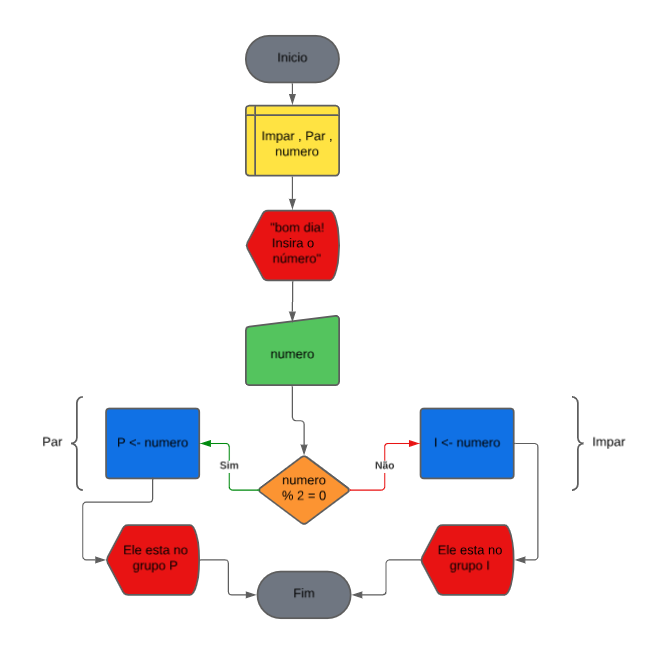 Inicio
Impar , Par ,
numero
"bom dia!
Insira o
número"
numero
Par
P <- numero
Sim
numero
% 2 = 0
Não
I <- numero
Impar
Ele esta no
grupo P
Ele esta no
grupo I
Fim